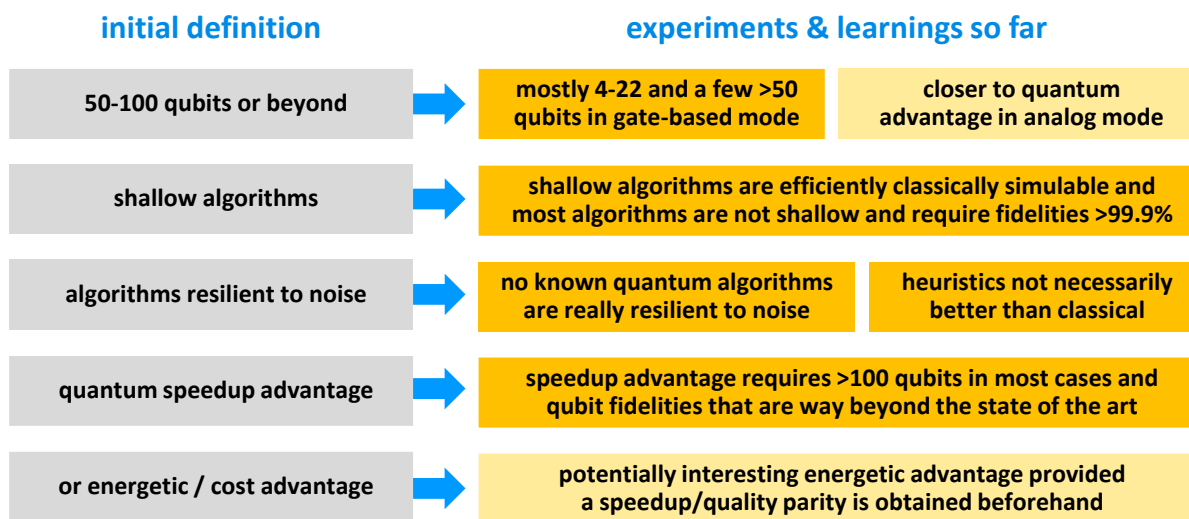 initial definition
experiments & learnings so far
50-100 qubits or beyond
mostly 4-22 and a few >50
qubits in gate-based mode
closer to quantum
advantage in analog mode
shallow algorithms
shallow algorithms are efficiently classically simulable and
most algorithms are not shallow and require fidelities >99.9%
algorithms resilient to noise
no known quantum algorithms
are really resilient to noise
heuristics not necessarily
better than classical
quantum speedup advantage
speedup advantage requires >100 qubits in most cases and
qubit fidelities that are way beyond the state of the art
or energetic / cost advantage
potentially interesting energetic advantage provided
a speedup/quality parity is obtained beforehand